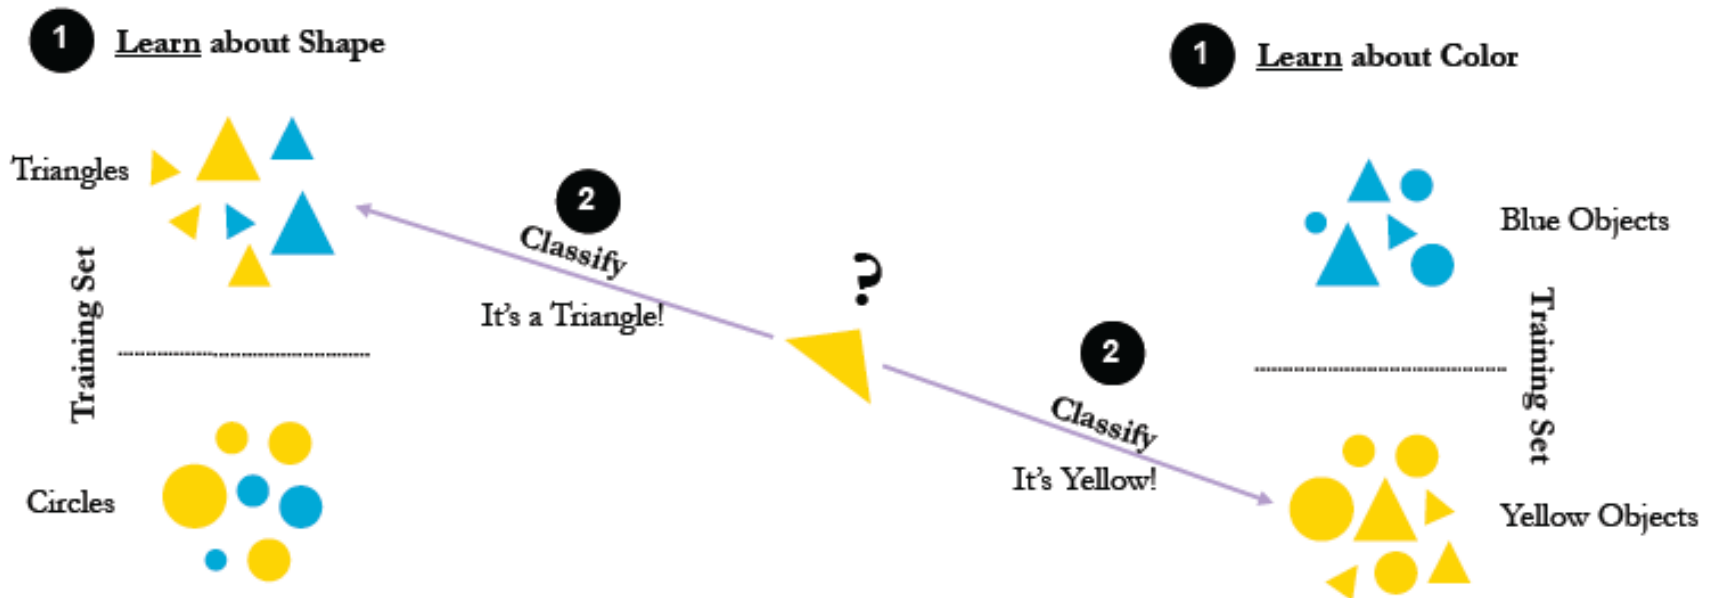 1 Learn about Shape
Triangles
Training Set
Circles
2
Classify
It's a Triangle!
?
1 Learn about Color
Blue Objects
Training Set
2
Classify
It's Yellow!
Yellow Objects